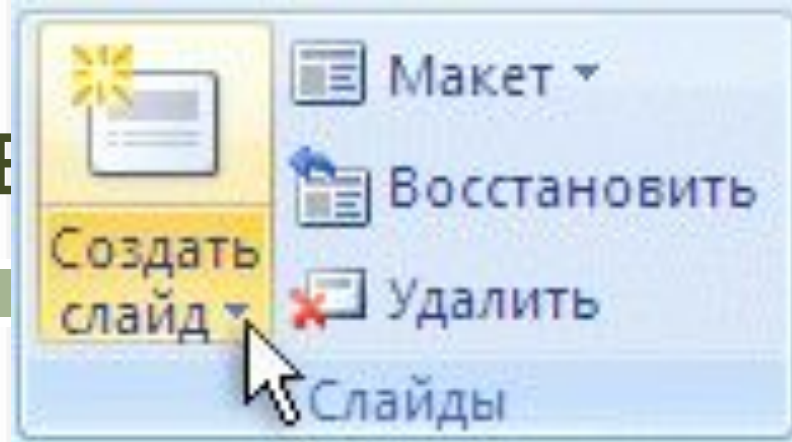 Создать
слайд
Макет
Восстановить
Удалить
Слайды